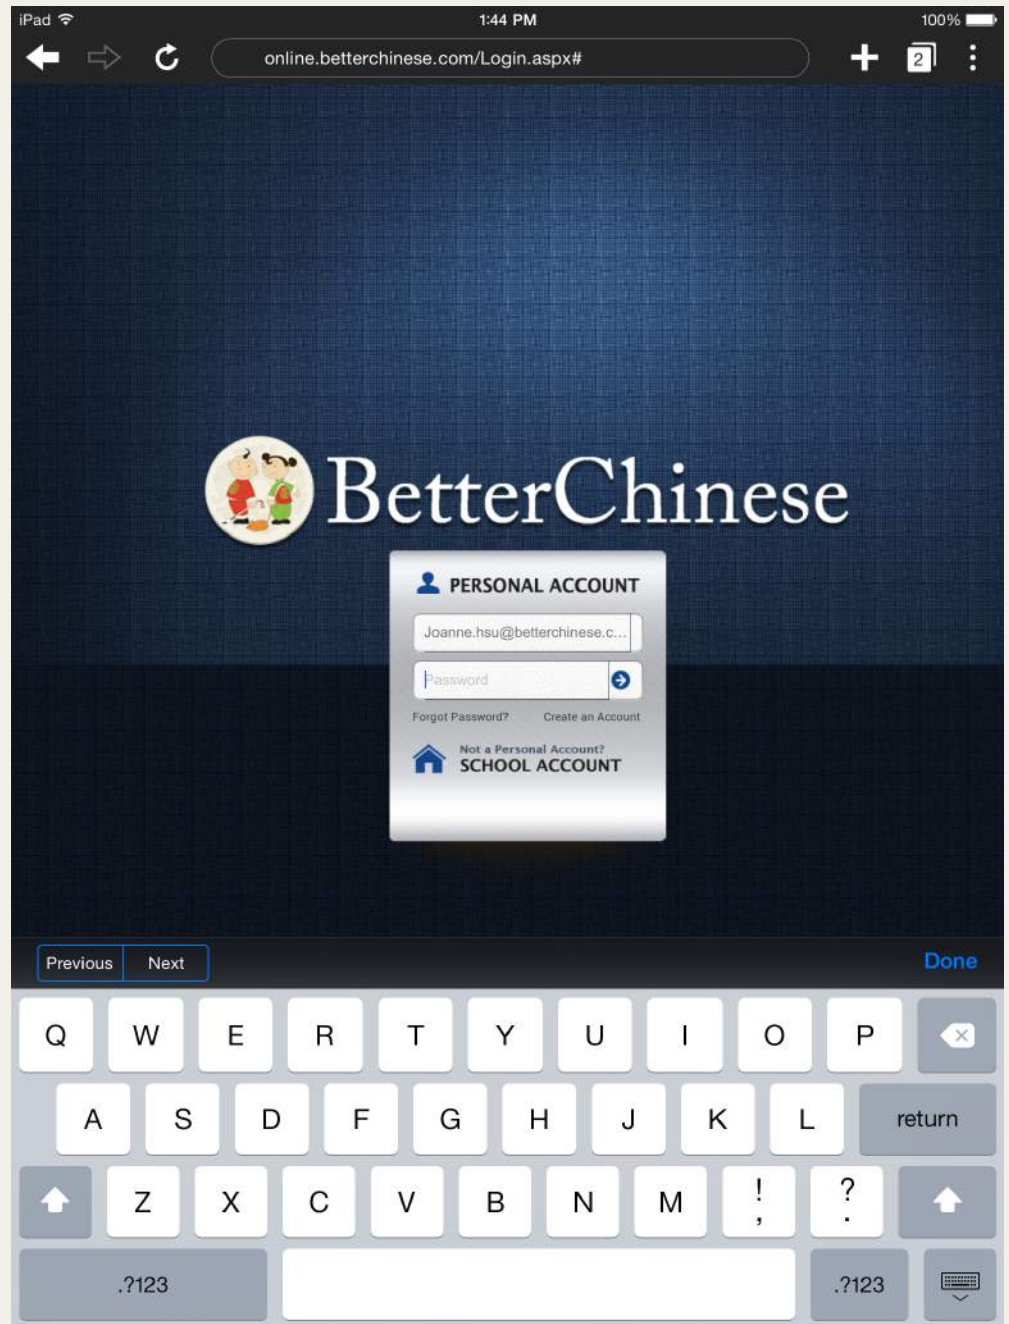 iPad 1:44 PM 100%
online.betterchinese.com/Login.aspx# 2
BetterChinese
PERSONAL ACCOUNT
Joanne.hsu@betterchinese.c...
Password
Forgot Password? Create an Account
Not a Personal Account?
SCHOOL ACCOUNT
Previous Next Done
Q W E R T Y U I O P
A S D F G H J K L return
Z X C V B N M ! ?
, .
.?123 .?123